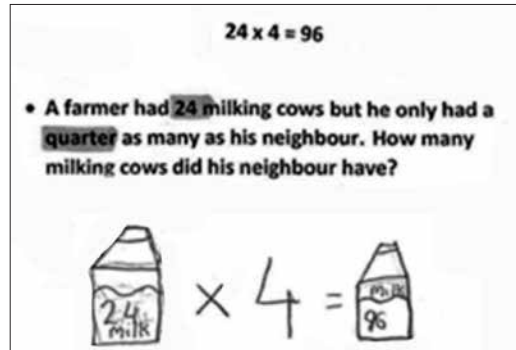 24 x 4 = 96
• A farmer had 24 milking cows but he only had a
quarter as many as his neighbour. How many
milking cows did his neighbour have?
24 milk × 4 = milk 96